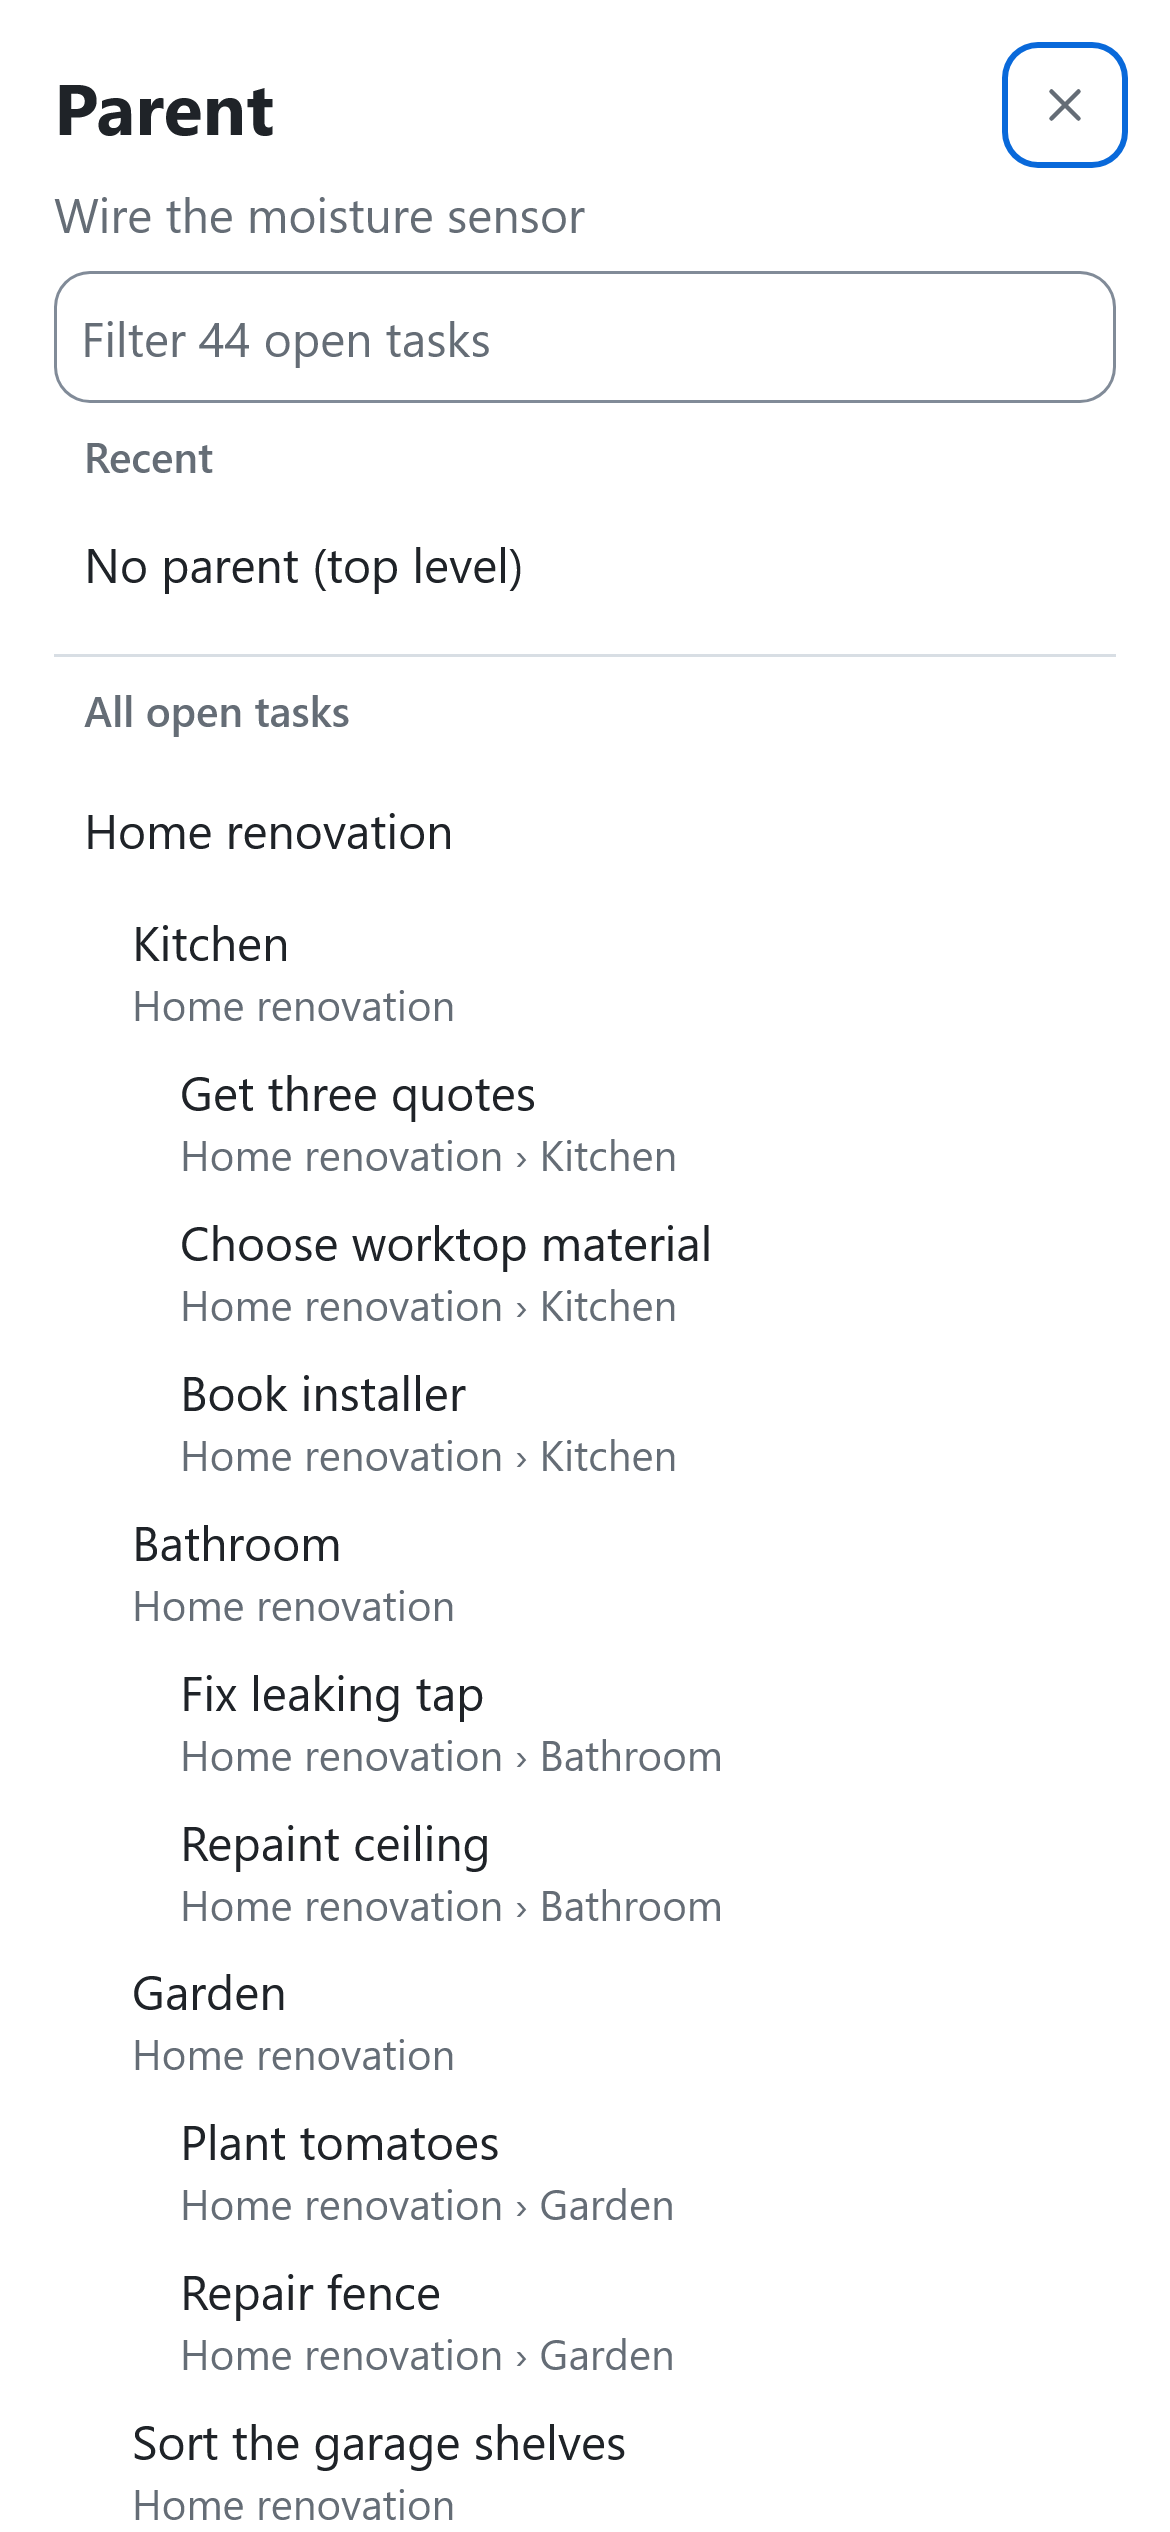 Parent
Wire the moisture sensor
Filter 44 open tasks
Recent
No parent (top level)
All open tasks
Home renovation
Kitchen
Home renovation
Get three quotes
Home renovation › Kitchen
Choose worktop material
Home renovation › Kitchen
Book installer
Home renovation › Kitchen
Bathroom
Home renovation
Fix leaking tap
Home renovation › Bathroom
Repaint ceiling
Home renovation › Bathroom
Garden
Home renovation
Plant tomatoes
Home renovation › Garden
Repair fence
Home renovation › Garden
Sort the garage shelves
Home renovation